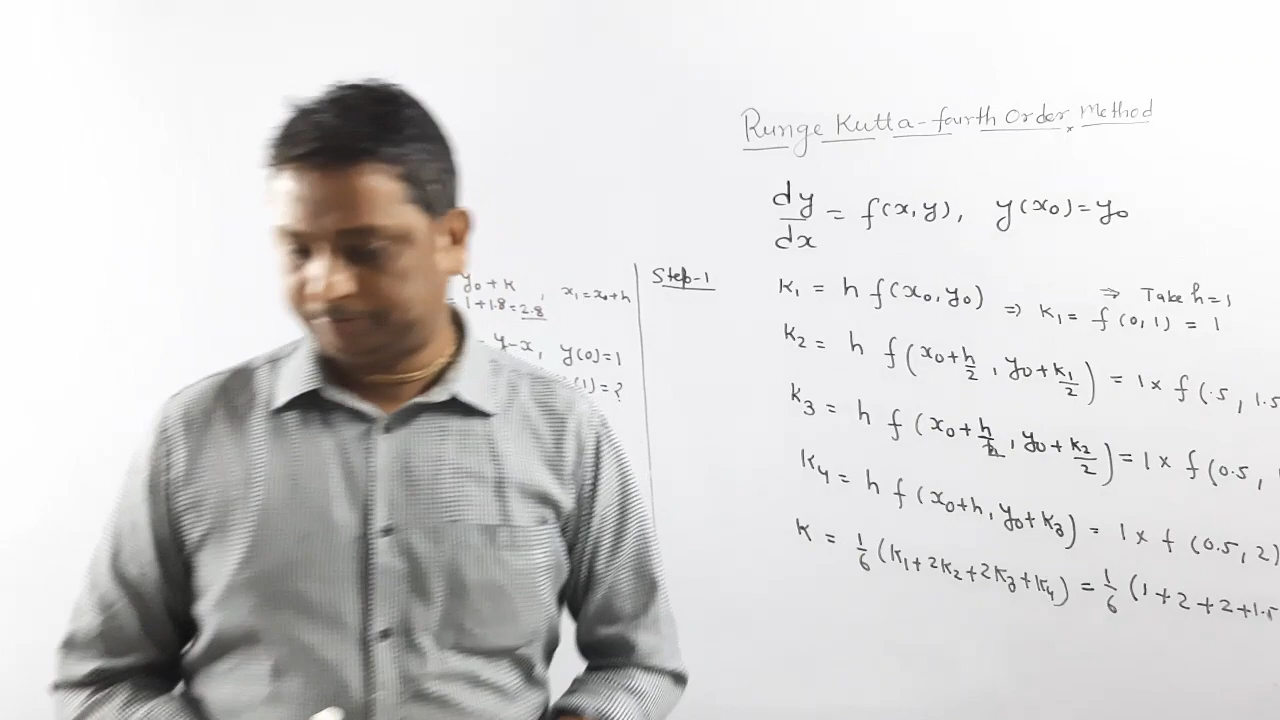 Runge Kutta - fourth Order Method
dy/dx = f(x,y), y(x₀)=y₀
y₀ + k , x₁=x₀+h
= 1+1.8=2.8
y-x, y(0)=1
(1)=?
Step-1
⇒ Take h=1
k₁ = h f(x₀,y₀) ⇒ k₁= f(0,1) = 1
k₂ = h f(x₀+h/2, y₀+k₁/2) = 1× f(.5, 1.5
k₃ = h f(x₀+h/2, y₀+k₂/2) = 1× f(0.5,
k₄ = h f(x₀+h, y₀+k₃) = 1× f(0.5, 2)
k = 1/6 (k₁+2k₂+2k₃+k₄) = 1/6 (1+2+2+1.5